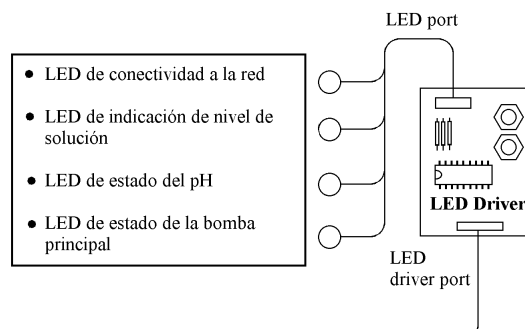 LED port
● LED de conectividad a la red
● LED de indicación de nivel de
solución
● LED de estado del pH
● LED de estado de la bomba
principal
LED Driver
LED
driver port